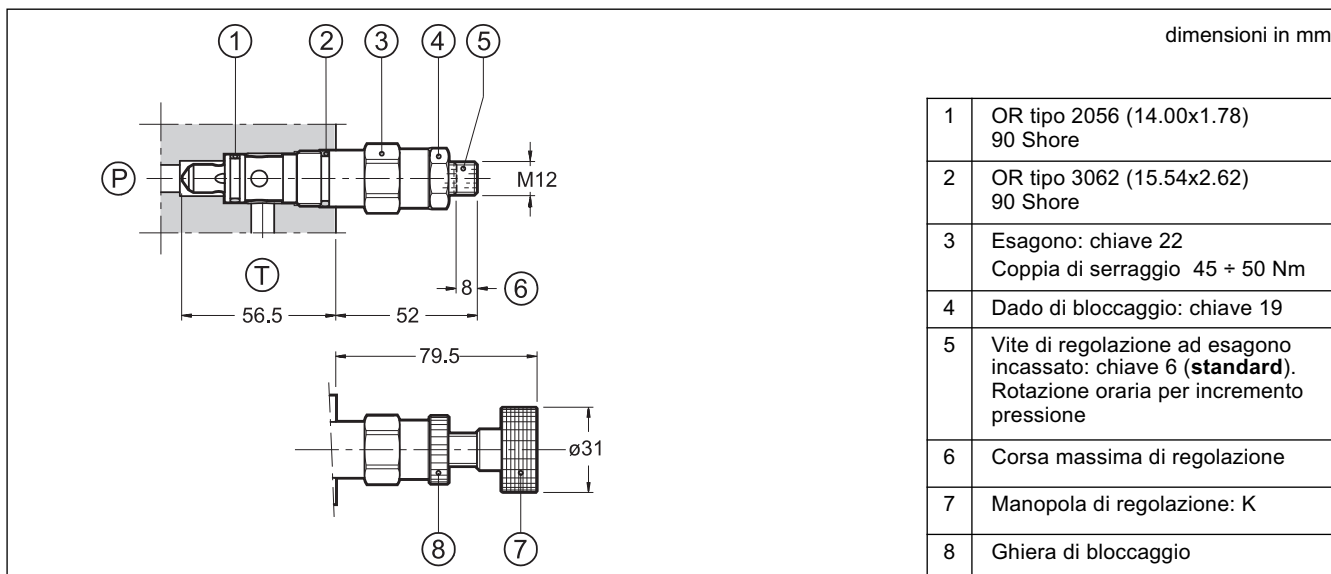 dimensioni in mm
1 2 3 4 5
P
M12
T
8 6
56.5 52
79.5
ø31
8 7
1 OR tipo 2056 (14.00x1.78)
90 Shore
2 OR tipo 3062 (15.54x2.62)
90 Shore
3 Esagono: chiave 22
Coppia di serraggio 45 ÷ 50 Nm
4 Dado di bloccaggio: chiave 19
5 Vite di regolazione ad esagono
incassato: chiave 6 (standard).
Rotazione oraria per incremento
pressione
6 Corsa massima di regolazione
7 Manopola di regolazione: K
8 Ghiera di bloccaggio